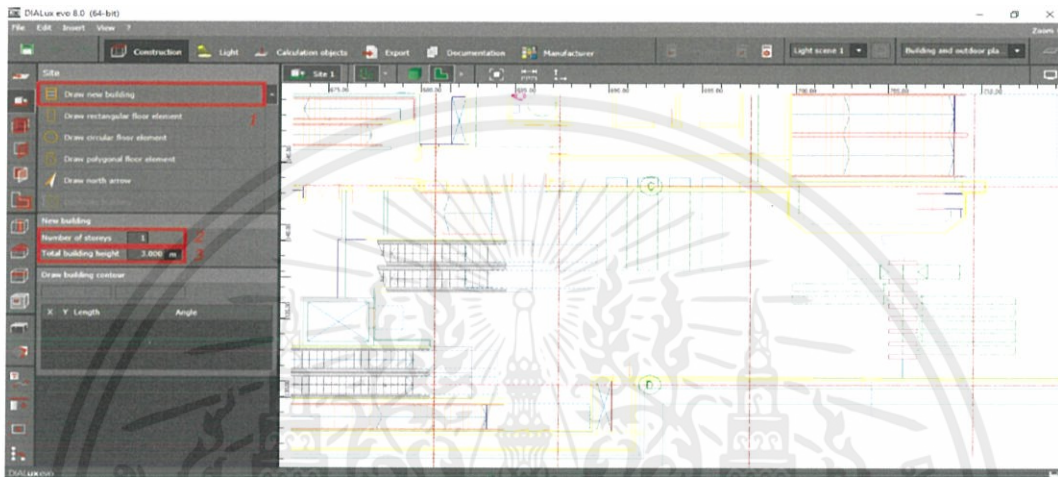 DIALux evo 8.0 (64-bit)
File Edit Insert View ?
Zoom
Construction Light Calculation objects Export Documentation Manufacturer Light scene 1 Building and outdoor pla...
Site
Site 1
Draw new building
1
Draw rectangular floor element
Draw circular floor element
Draw polygonal floor element
Draw north arrow
New building
Number of storeys 1 2
Total building height 3.000 m 3
Draw building contour
X Y Length Angle
C
D
DIALux evo